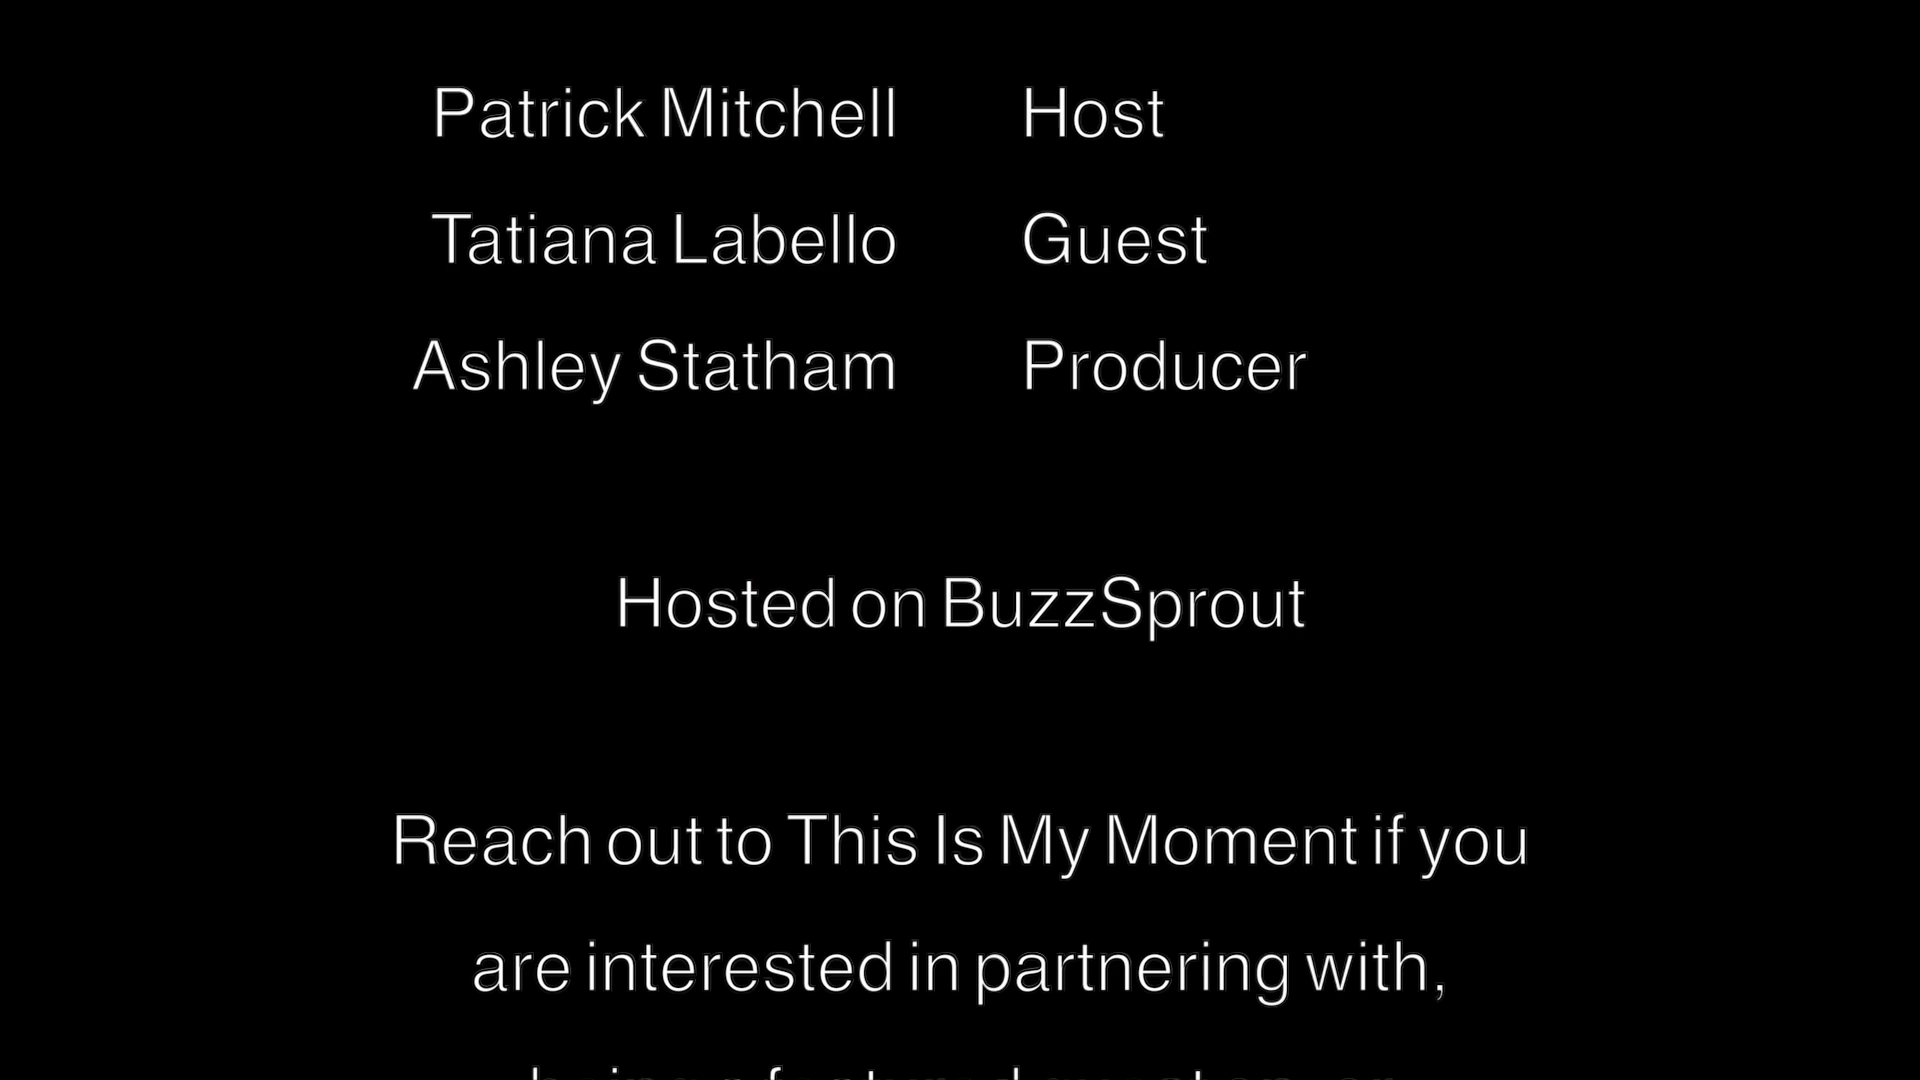 Patrick Mitchell Host
Tatiana Labello Guest
Ashley Statham Producer
Hosted on BuzzSprout
Reach out to This Is My Moment if you
are interested in partnering with,